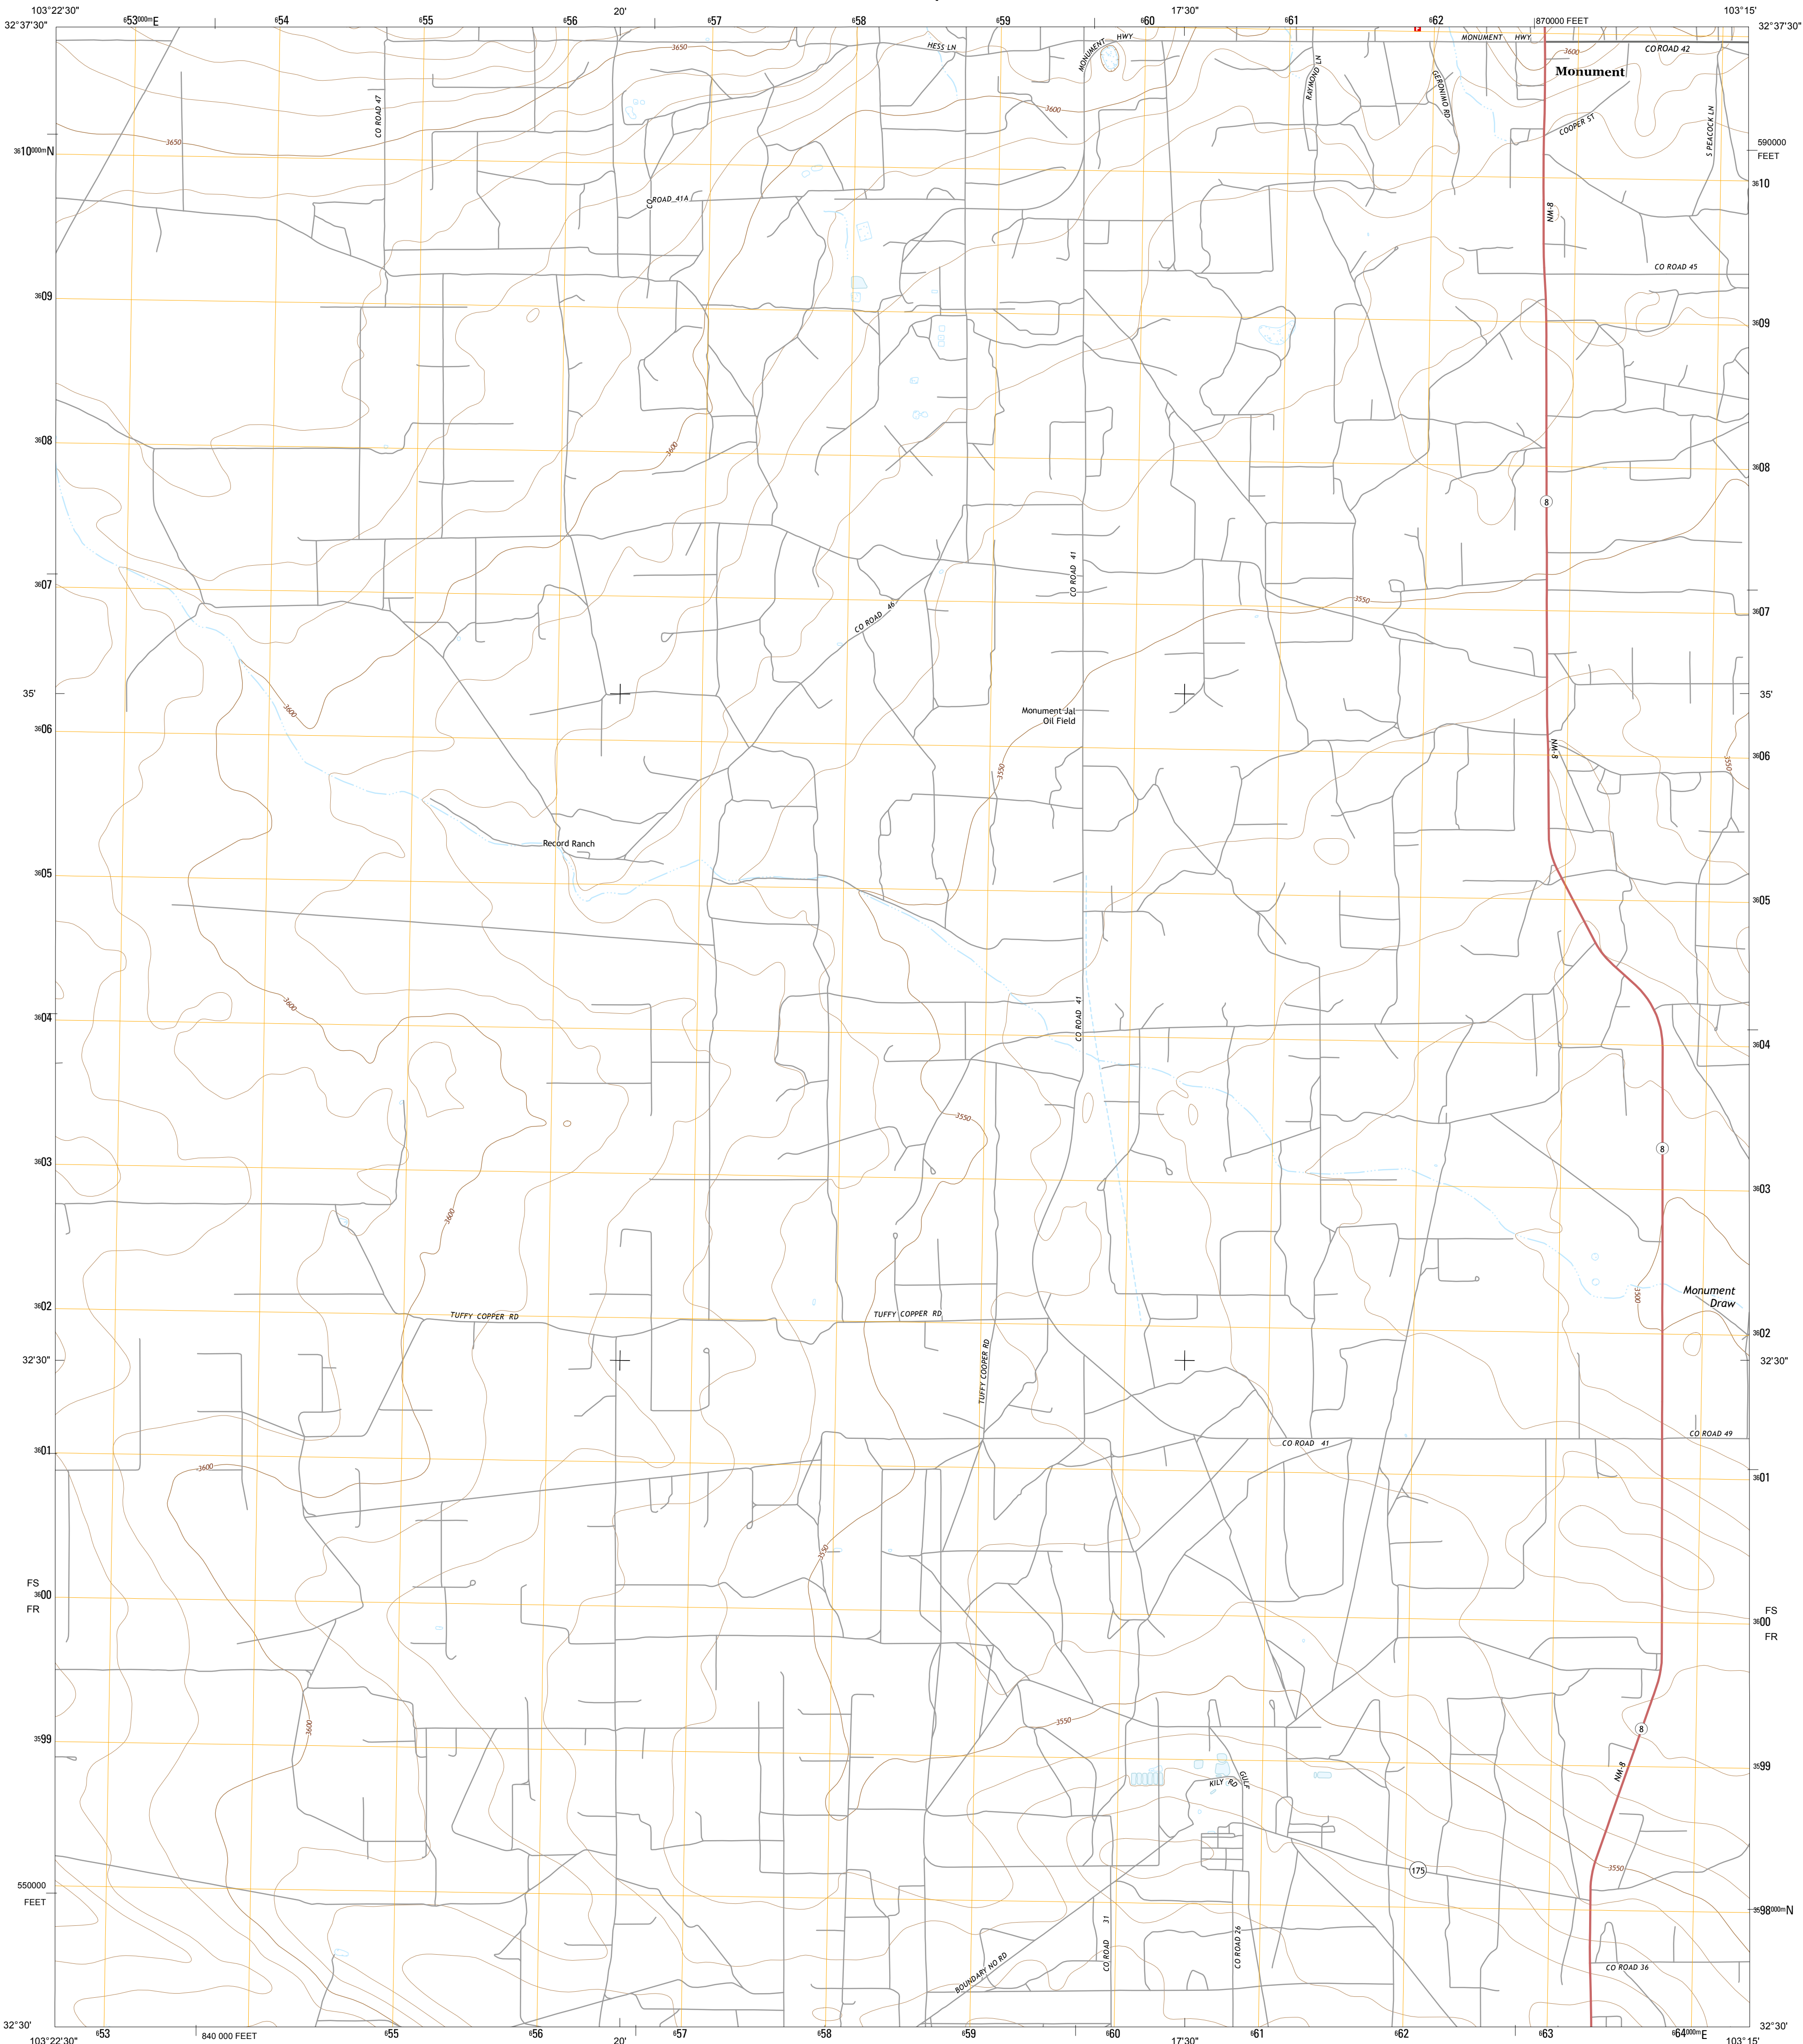 103°22'30"
⁶53⁰⁰⁰ᵐE
⁶54
⁶55
⁶56
20'
⁶57
⁶58
⁶59
⁶60
17'30"
⁶61
⁶62
870000 FEET
103°15'
32°37'30"
32°37'30"
3650
HESS LN
MONUMENT HWY
MONUMENT HWY
3600
CO ROAD 42
Monument
CO ROAD 47
RAYMOND LN
GERONIMO RD
3600
COOPER ST
S PEACOCK LN
3650
³⁶10⁰⁰⁰ᵐN
590000
FEET
³⁶10
CO ROAD 41A
NM-8
CO ROAD 45
³⁶09
³⁶09
³⁶08
3600
³⁶08
8
CO ROAD 41
³⁶07
3550
³⁶07
CO ROAD 46
35'
35'
3600
Monument Jal
Oil Field
³⁶06
NM-8
³⁶06
3550
3550
Record Ranch
³⁶05
³⁶05
3600
CO ROAD 41
³⁶04
³⁶04
3550
8
³⁶03
³⁶03
3600
3500
Monument
Draw
³⁶02
TUFFY COPPER RD
TUFFY COPPER RD
³⁶02
32'30"
32'30"
TUFFY COOPER RD
CO ROAD 49
CO ROAD 41
³⁶01
3600
³⁶01
3550
FS
³⁶00
FR
FS
³⁶00
FR
3600
3550
8
³⁵99
³⁵99
NM-8
GULF
KILY RD
175
3550
550000
FEET
³⁵98⁰⁰⁰ᵐN
CO ROAD 31
CO ROAD 26
BOUNDARY NO RD
CO ROAD 36
32°30'
32°30'
103°22'30"
⁶53
840 000 FEET
⁶55
⁶56
20'
⁶57
⁶58
⁶59
⁶60
17'30"
⁶61
⁶62
⁶63
⁶64⁰⁰⁰ᵐE
103°15'